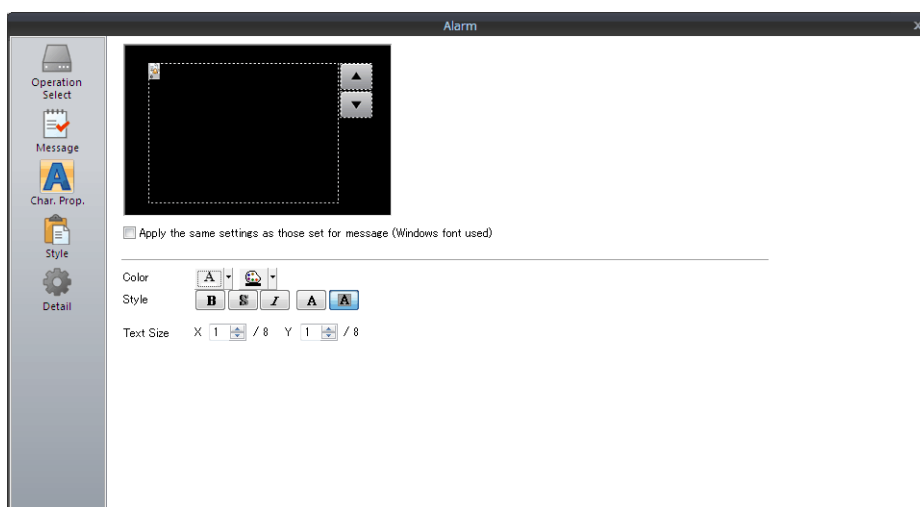 Alarm
x
Operation
Select
Message
Char. Prop.
Style
Detail
Apply the same settings as those set for message (Windows font used)
Color A
Style B S I A A
Text Size X 1 / 8 Y 1 / 8